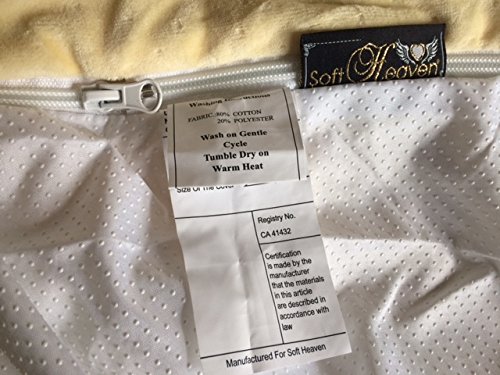 Soft Heaven
Washing Instructions
FABRIC: 80% COTTON
20% POLYESTER
Wash on Gentle
Cycle
Tumble Dry on
Warm Heat
Size Of The Cover
Registry No.
CA 41432
Certification
is made by the
manufacturer
that the materials
in this article
are described in
accordance with
law
Manufactured For Soft Heaven